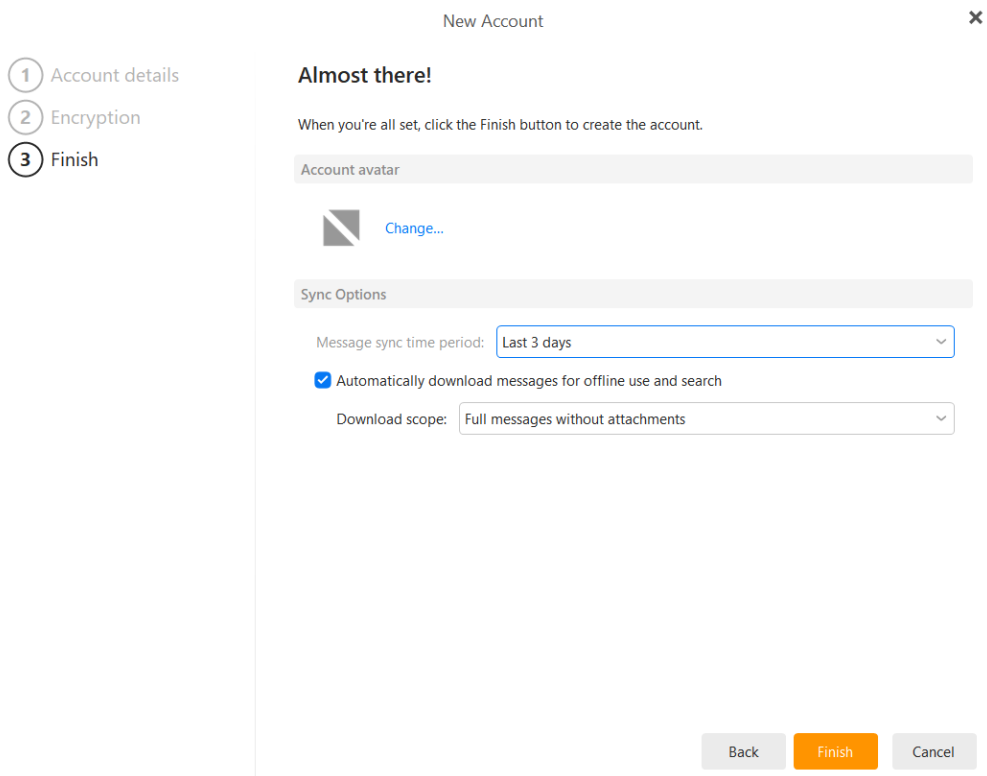 New Account
1 Account details
2 Encryption
3 Finish
Almost there!
When you're all set, click the Finish button to create the account.
Account avatar
Change...
Sync Options
Message sync time period: Last 3 days
Automatically download messages for offline use and search
Download scope: Full messages without attachments
Back Finish Cancel